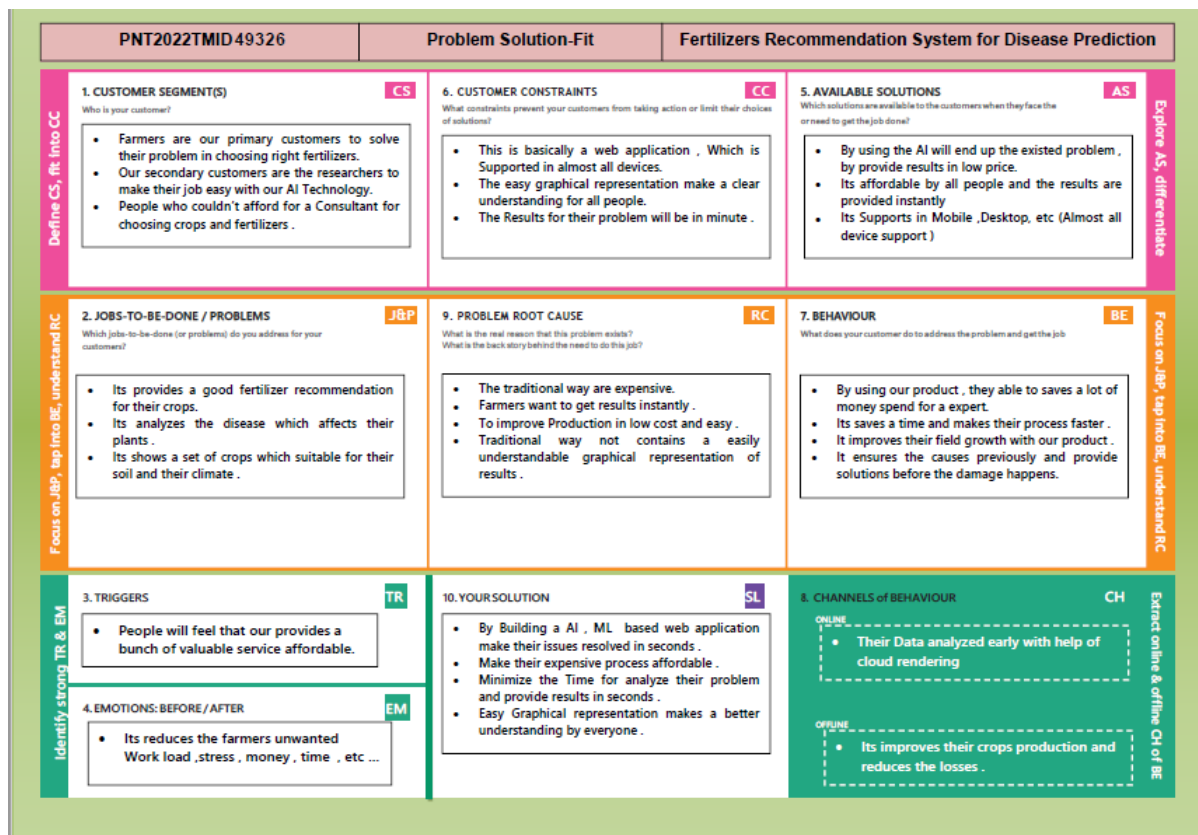 PNT2022TMID49326
Problem Solution-Fit
Fertilizers Recommendation System for Disease Prediction
Define CS, fit into CC
1. CUSTOMER SEGMENT(S)
CS
Who is your customer?
• Farmers are our primary customers to solve
their problem in choosing right fertilizers.
• Our secondary customers are the researchers to
make their job easy with our AI Technology.
• People who couldn't afford for a Consultant for
choosing crops and fertilizers .
6. CUSTOMER CONSTRAINTS
CC
What constraints prevent your customers from taking action or limit their choices
of solutions?
• This is basically a web application , Which is
Supported in almost all devices.
• The easy graphical representation make a clear
understanding for all people.
• The Results for their problem will be in minute .
5. AVAILABLE SOLUTIONS
AS
Which solutions are available to the customers when they face the
or need to get the job done?
• By using the AI will end up the existed problem ,
by provide results in low price.
• Its affordable by all people and the results are
provided instantly
• Its Supports in Mobile ,Desktop, etc (Almost all
device support )
Explore AS, differentiate
Focus on J&P, tap into BE, understand RC
2. JOBS-TO-BE-DONE / PROBLEMS
J&P
Which jobs-to-be-done (or problems) do you address for your
customers?
• Its provides a good fertilizer recommendation
for their crops.
• Its analyzes the disease which affects their
plants .
• Its shows a set of crops which suitable for their
soil and their climate .
9. PROBLEM ROOT CAUSE
RC
What is the real reason that this problem exists?
What is the back story behind the need to do this job?
• The traditional way are expensive.
• Farmers want to get results instantly .
• To improve Production in low cost and easy .
• Traditional way not contains a easily
understandable graphical representation of
results .
7. BEHAVIOUR
BE
What does your customer do to address the problem and get the job
• By using our product , they able to saves a lot of
money spend for a expert.
• Its saves a time and makes their process faster .
• It improves their field growth with our product .
• It ensures the causes previously and provide
solutions before the damage happens.
Focus on J&P, tap into BE, understand RC
Identify strong TR & EM
3. TRIGGERS
TR
• People will feel that our provides a
bunch of valuable service affordable.
4. EMOTIONS: BEFORE / AFTER
EM
• Its reduces the farmers unwanted
Work load ,stress , money , time , etc ...
10. YOUR SOLUTION
SL
• By Building a AI , ML based web application
make their issues resolved in seconds .
• Make their expensive process affordable .
• Minimize the Time for analyze their problem
and provide results in seconds .
• Easy Graphical representation makes a better
understanding by everyone .
8. CHANNELS of BEHAVIOUR
CH
ONLINE
• Their Data analyzed early with help of
cloud rendering
OFFLINE
• Its improves their crops production and
reduces the losses .
Extract online & offline CH of BE